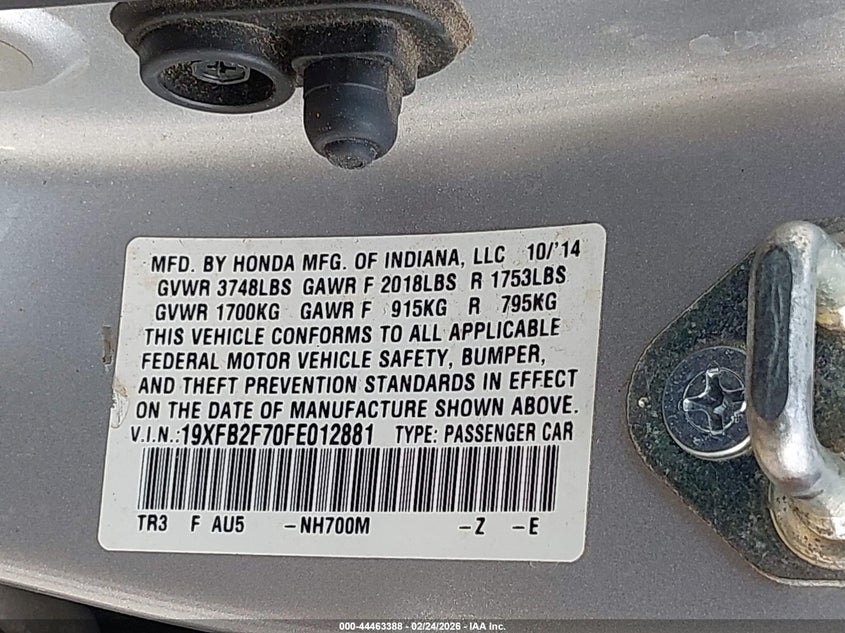 MFD. BY HONDA MFG. OF INDIANA, LLC 10/'14
GVWR 3748LBS GAWR F 2018LBS R 1753LBS
GVWR 1700KG GAWR F 915KG R 795KG
THIS VEHICLE CONFORMS TO ALL APPLICABLE
FEDERAL MOTOR VEHICLE SAFETY, BUMPER,
AND THEFT PREVENTION STANDARDS IN EFFECT
ON THE DATE OF MANUFACTURE SHOWN ABOVE.
V.I.N.:19XFB2F70FE012881 TYPE: PASSENGER CAR
TR3 F AU5 -NH700M -Z -E
000-44463388 - 02/24/2026 - IAA Inc.